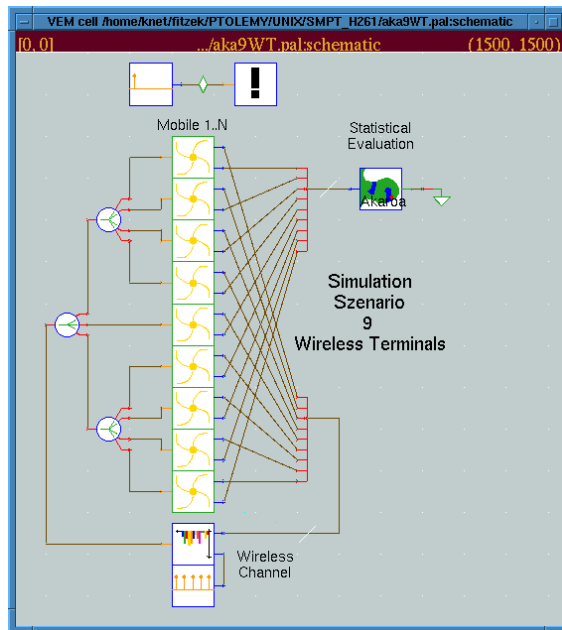 VEM cell /home/knet/fitzek/PTOLEMY/UNIX/SMPT_H261/aka9WT.pal:schematic
[0, 0] .../aka9WT.pal:schematic (1500, 1500)
!
Mobile 1..N
Statistical
Evaluation
Akaroa
Simulation
Szenario
9
Wireless Terminals
Wireless
Channel